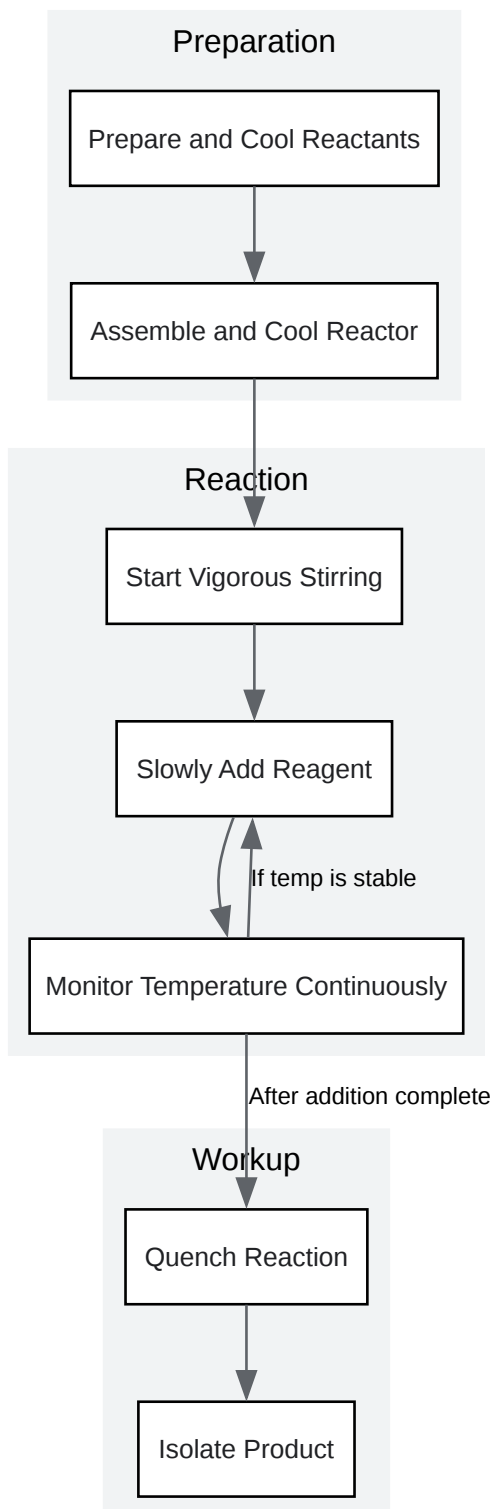 Preparation
Prepare and Cool Reactants
Assemble and Cool Reactor
Reaction
Start Vigorous Stirring
Slowly Add Reagent
If temp is stable
Monitor Temperature Continuously
After addition complete
Workup
Quench Reaction
Isolate Product